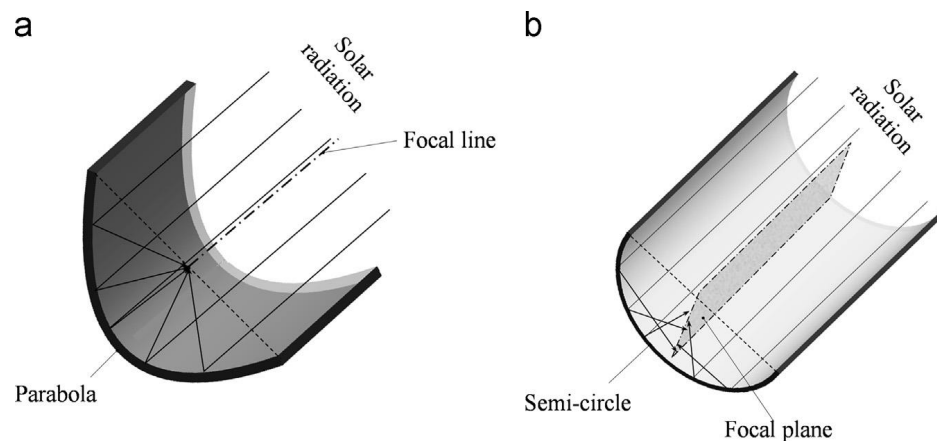 a
Solar
radiation
Focal line
Parabola
b
Solar
radiation
Semi-circle
Focal plane